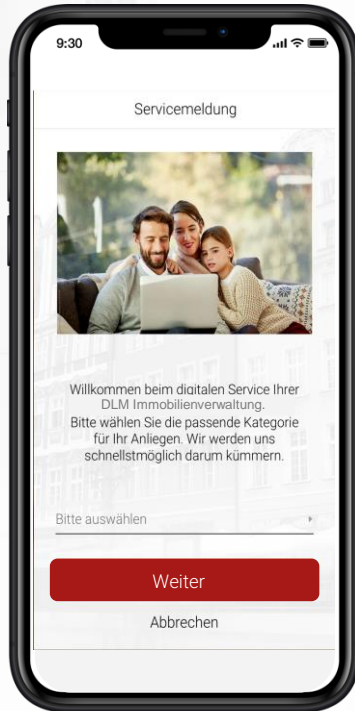 9:30
Servicemeldung
Willkommen beim digitalen Service Ihrer
DLM Immobilienverwaltung.
Bitte wählen Sie die passende Kategorie
für Ihr Anliegen. Wir werden uns
schnellstmöglich darum kümmern.
Bitte auswählen
Weiter
Abbrechen